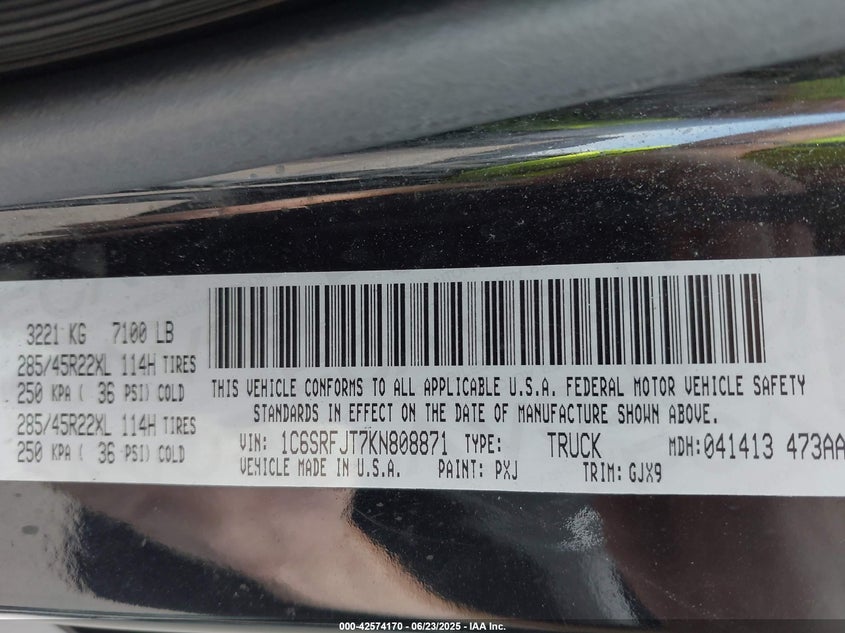 3221 KG 7100 LB
285/45R22XL 114H TIRES
250 KPA ( 36 PSI) COLD
285/45R22XL 114H TIRES
250 KPA ( 36 PSI) COLD
THIS VEHICLE CONFORMS TO ALL APPLICABLE U.S.A. FEDERAL MOTOR VEHICLE SAFETY
STANDARDS IN EFFECT ON THE DATE OF MANUFACTURE SHOWN ABOVE.
VIN: 1C6SRFJT7KN808871 TYPE: TRUCK MDH:041413 473AA
VEHICLE MADE IN U.S.A. PAINT: PXJ TRIM: GJX9
000-42574170 - 06/23/2025 - IAA Inc.